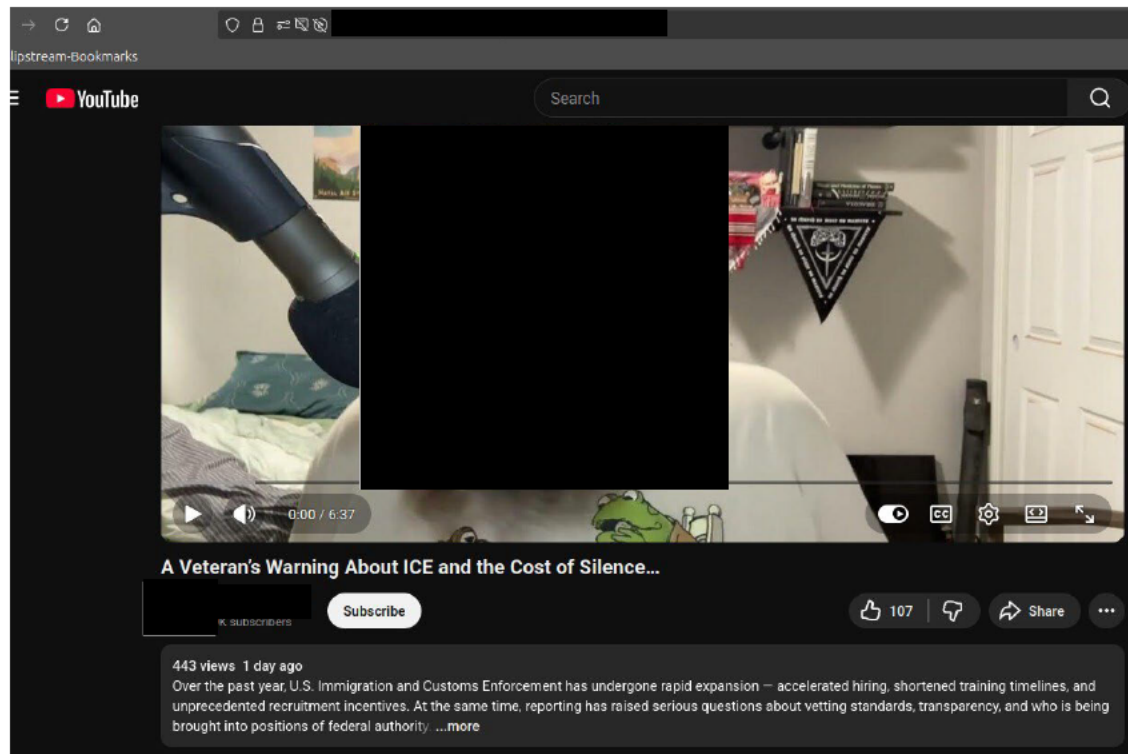 lipstream-Bookmarks
YouTube
Search
0:00 / 6:37
CC
A Veteran's Warning About ICE and the Cost of Silence...
K subscribers
Subscribe
107
Share
443 views 1 day ago
Over the past year, U.S. Immigration and Customs Enforcement has undergone rapid expansion — accelerated hiring, shortened training timelines, and
unprecedented recruitment incentives. At the same time, reporting has raised serious questions about vetting standards, transparency, and who is being
brought into positions of federal authority. ...more